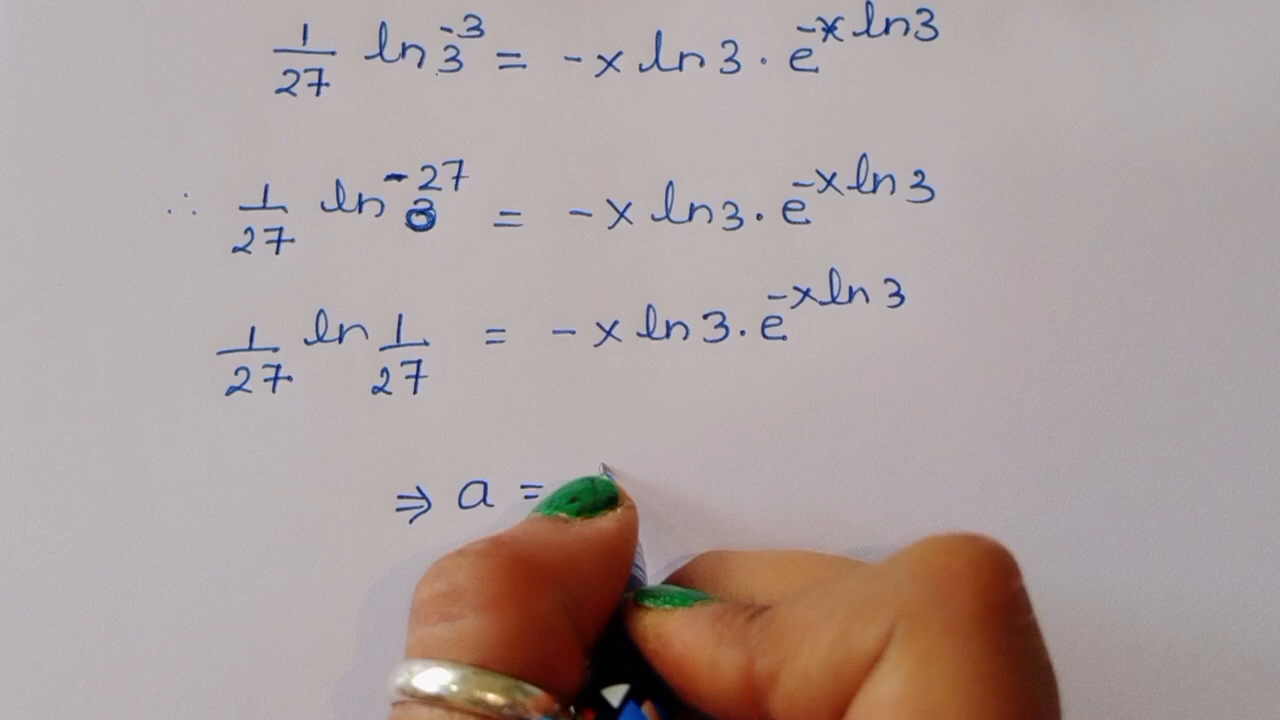 1/27 ln 3^-3 = -x ln 3 · e^-x ln 3
∴ 1/27 ln 3^-27 = -x ln 3 · e^-x ln 3
1/27 ln 1/27 = -x ln 3 · e^-x ln 3
⇒ a =